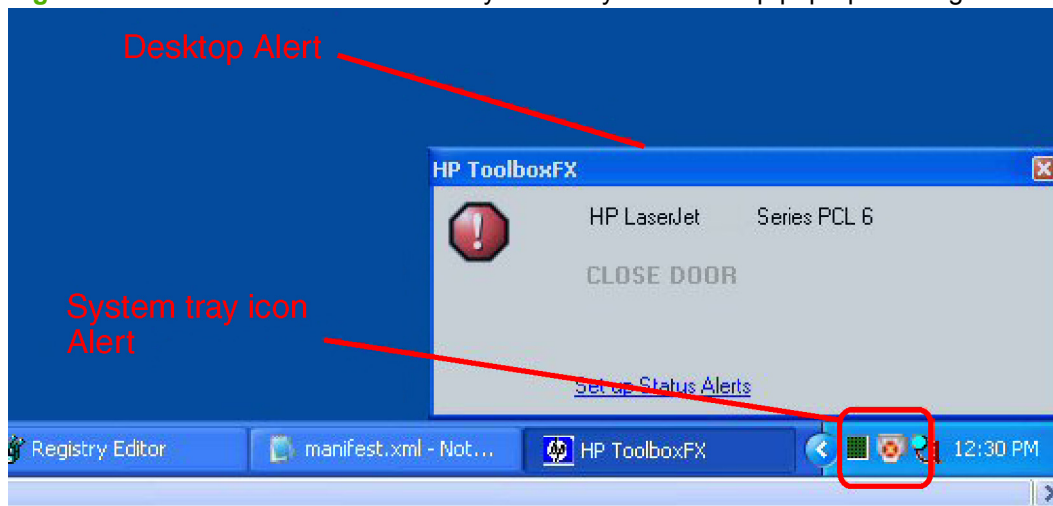 Desktop Alert
HP ToolboxFX
HP LaserJet Series PCL 6
CLOSE DOOR
System tray icon
Alert
Set up Status Alerts
Registry Editor
manifest.xml - Not...
HP ToolboxFX
12:30 PM